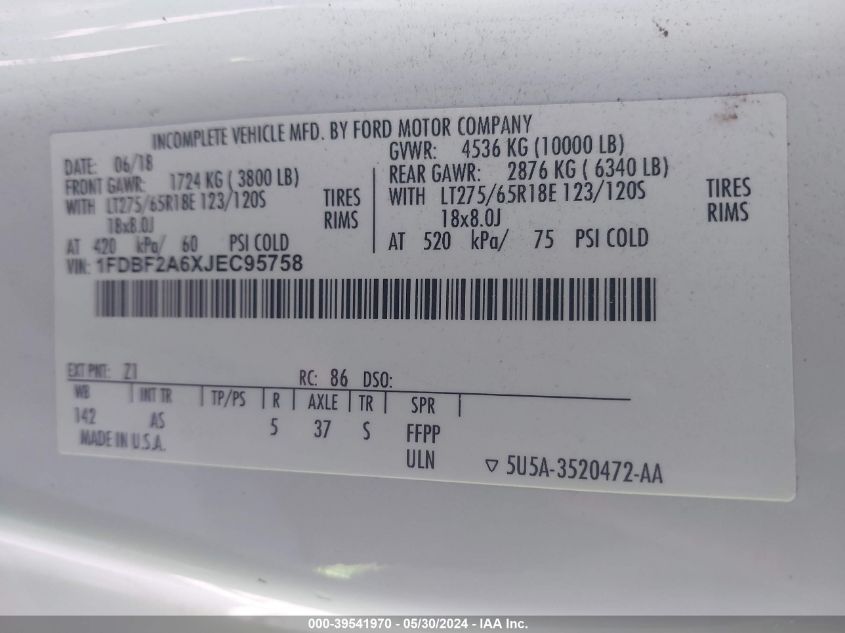 INCOMPLETE VEHICLE MFD. BY FORD MOTOR COMPANY
DATE: 06/18
FRONT GAWR: 1724 KG ( 3800 LB)
WITH LT275/65R18E 123/120S TIRES
18x8.0J RIMS
AT 420 kPa/ 60 PSI COLD
GVWR: 4536 KG (10000 LB)
REAR GAWR: 2876 KG ( 6340 LB)
WITH LT275/65R18E 123/120S TIRES
18x8.0J RIMS
AT 520 kPa/ 75 PSI COLD
VIN: 1FDBF2A6XJEC95758
EXT PNT: Z1 RC: 86 DSO:
WB INT TR TP/PS R AXLE TR SPR
142 AS 5 37 S FFPP
MADE IN U.S.A. ULN
▽ 5U5A-3520472-AA
000-39541970 - 05/30/2024 - IAA Inc.